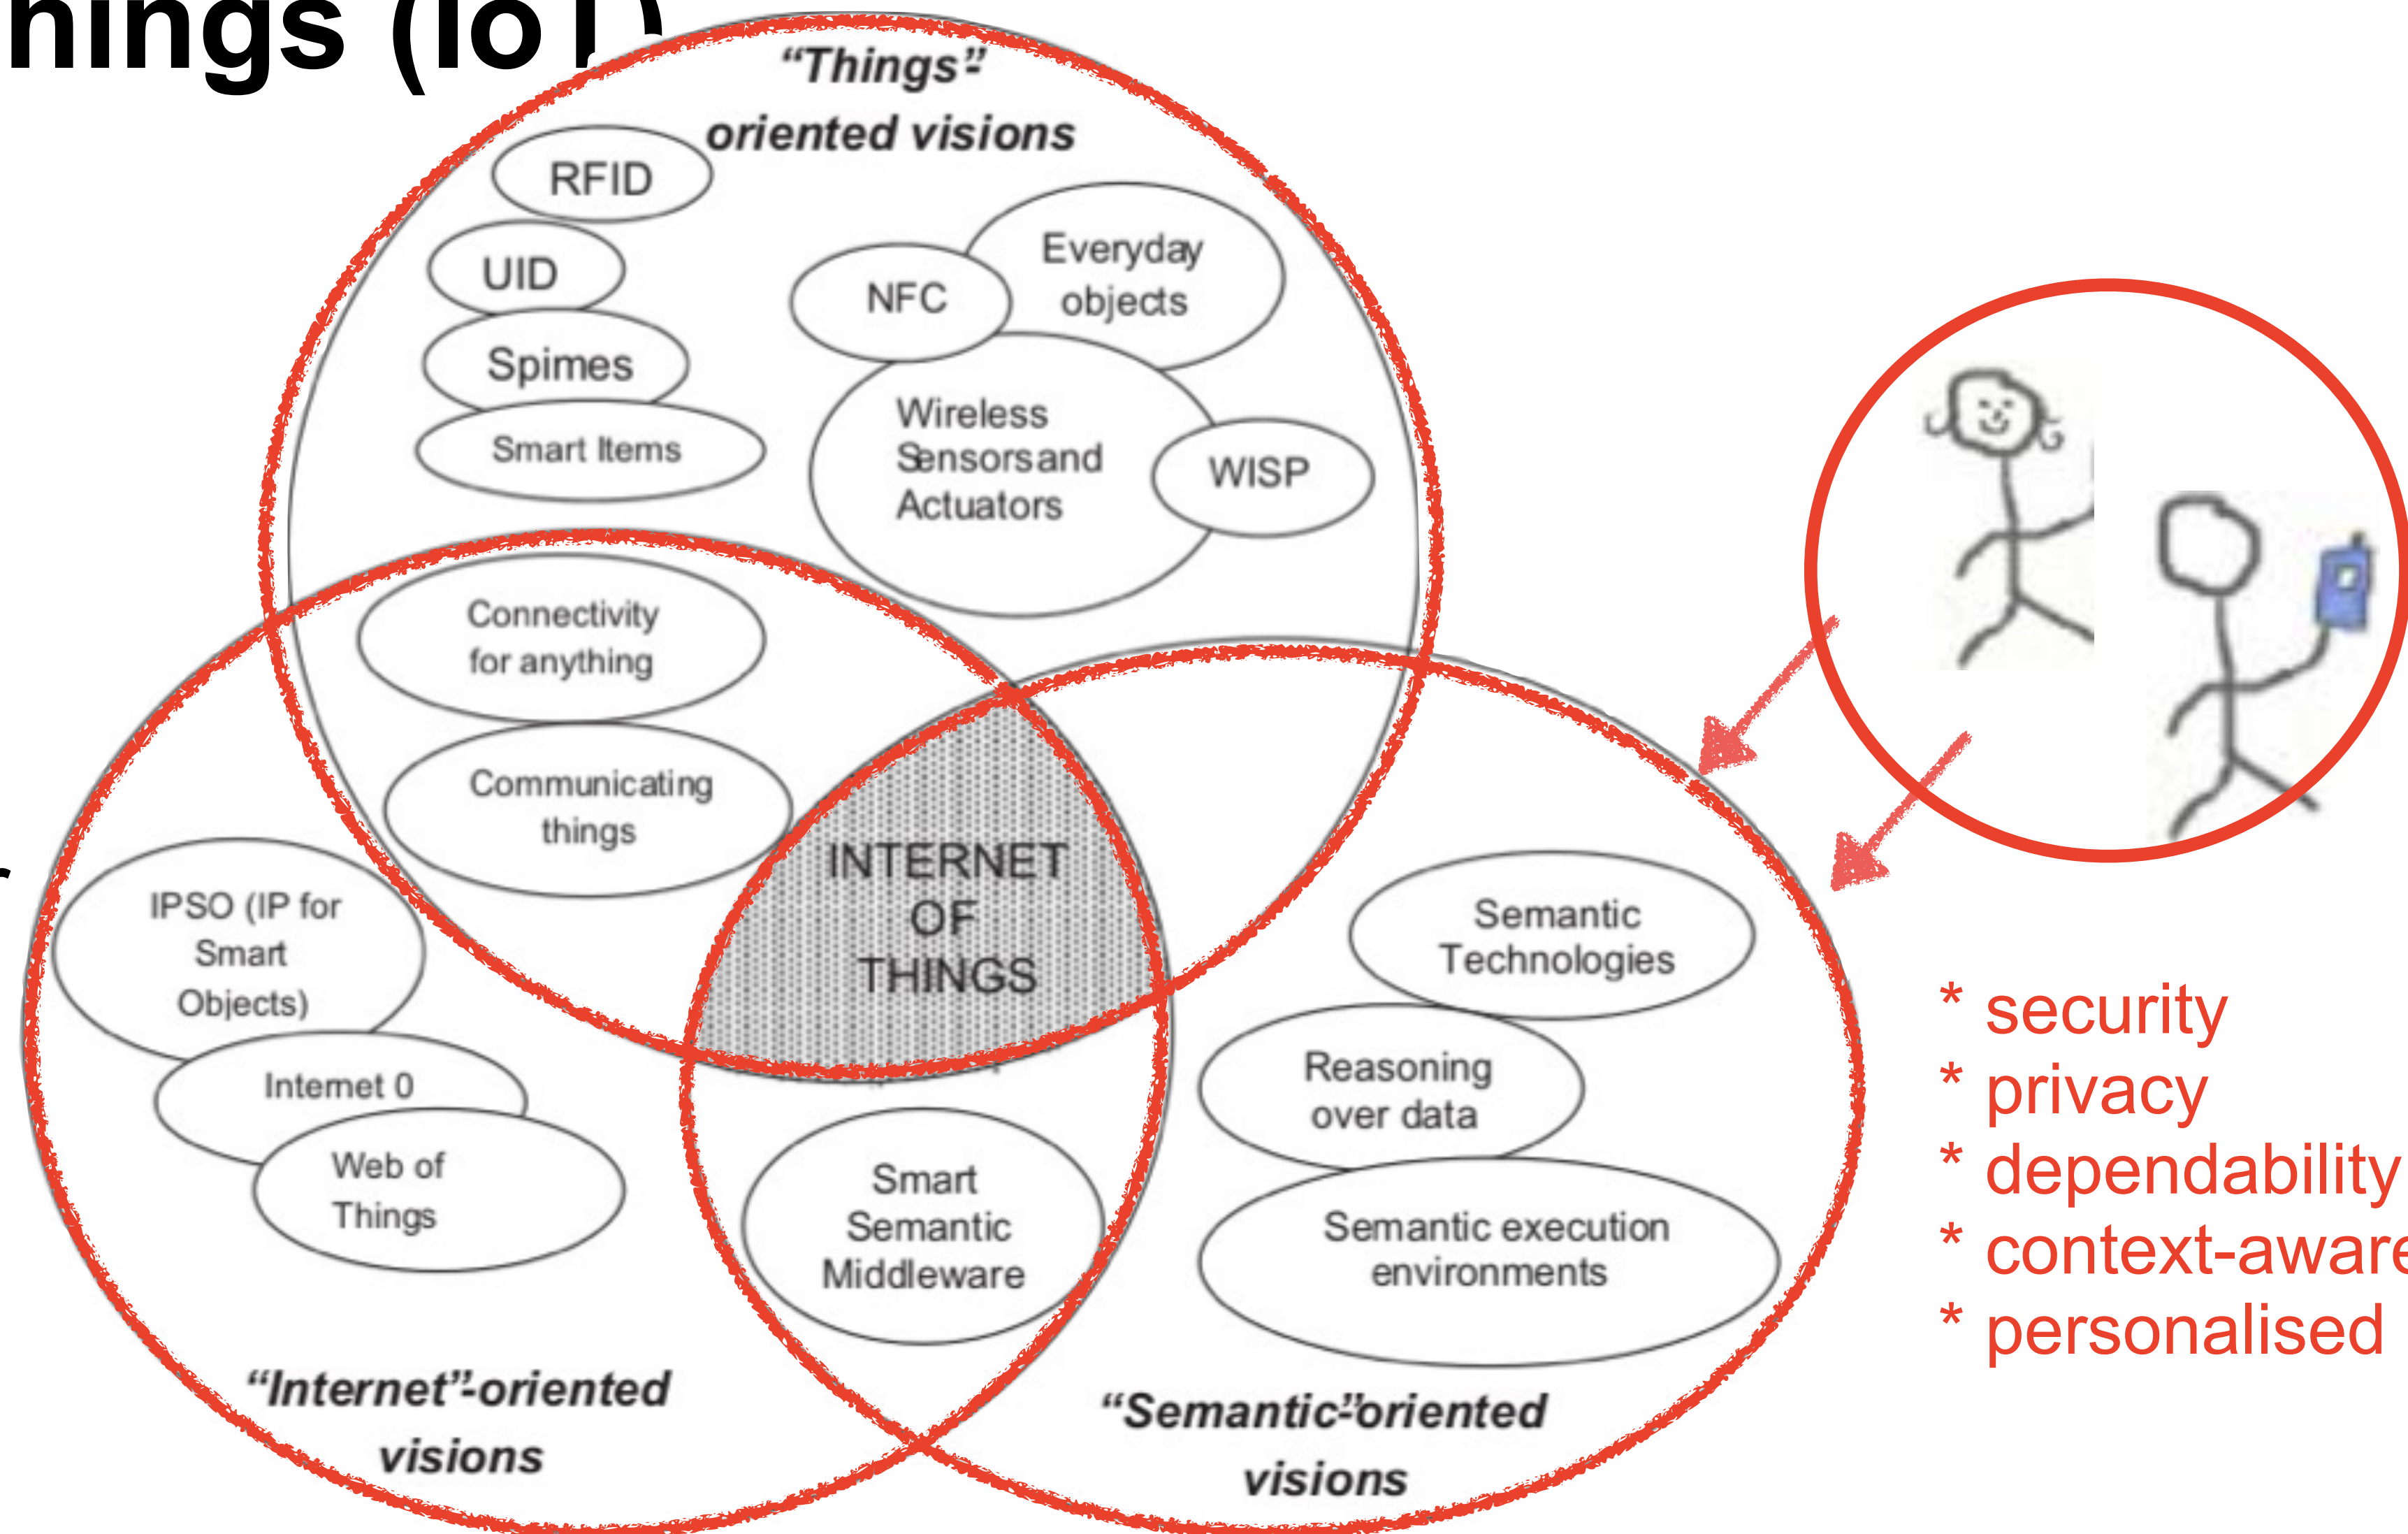 hings (IoT)
“Things”-
oriented visions
RFID
UID
Spimes
Smart Items
NFC
Everyday
objects
Wireless
Sensors and
Actuators
WISP
Connectivity
for anything
Communicating
things
INTERNET
OF
THINGS
IPSO (IP for
Smart
Objects)
Internet 0
Web of
Things
Semantic
Technologies
Reasoning
over data
Semantic execution
environments
Smart
Semantic
Middleware
“Internet”-oriented
visions
“Semantic”-oriented
visions
* security
* privacy
* dependability
* context-aware
* personalised